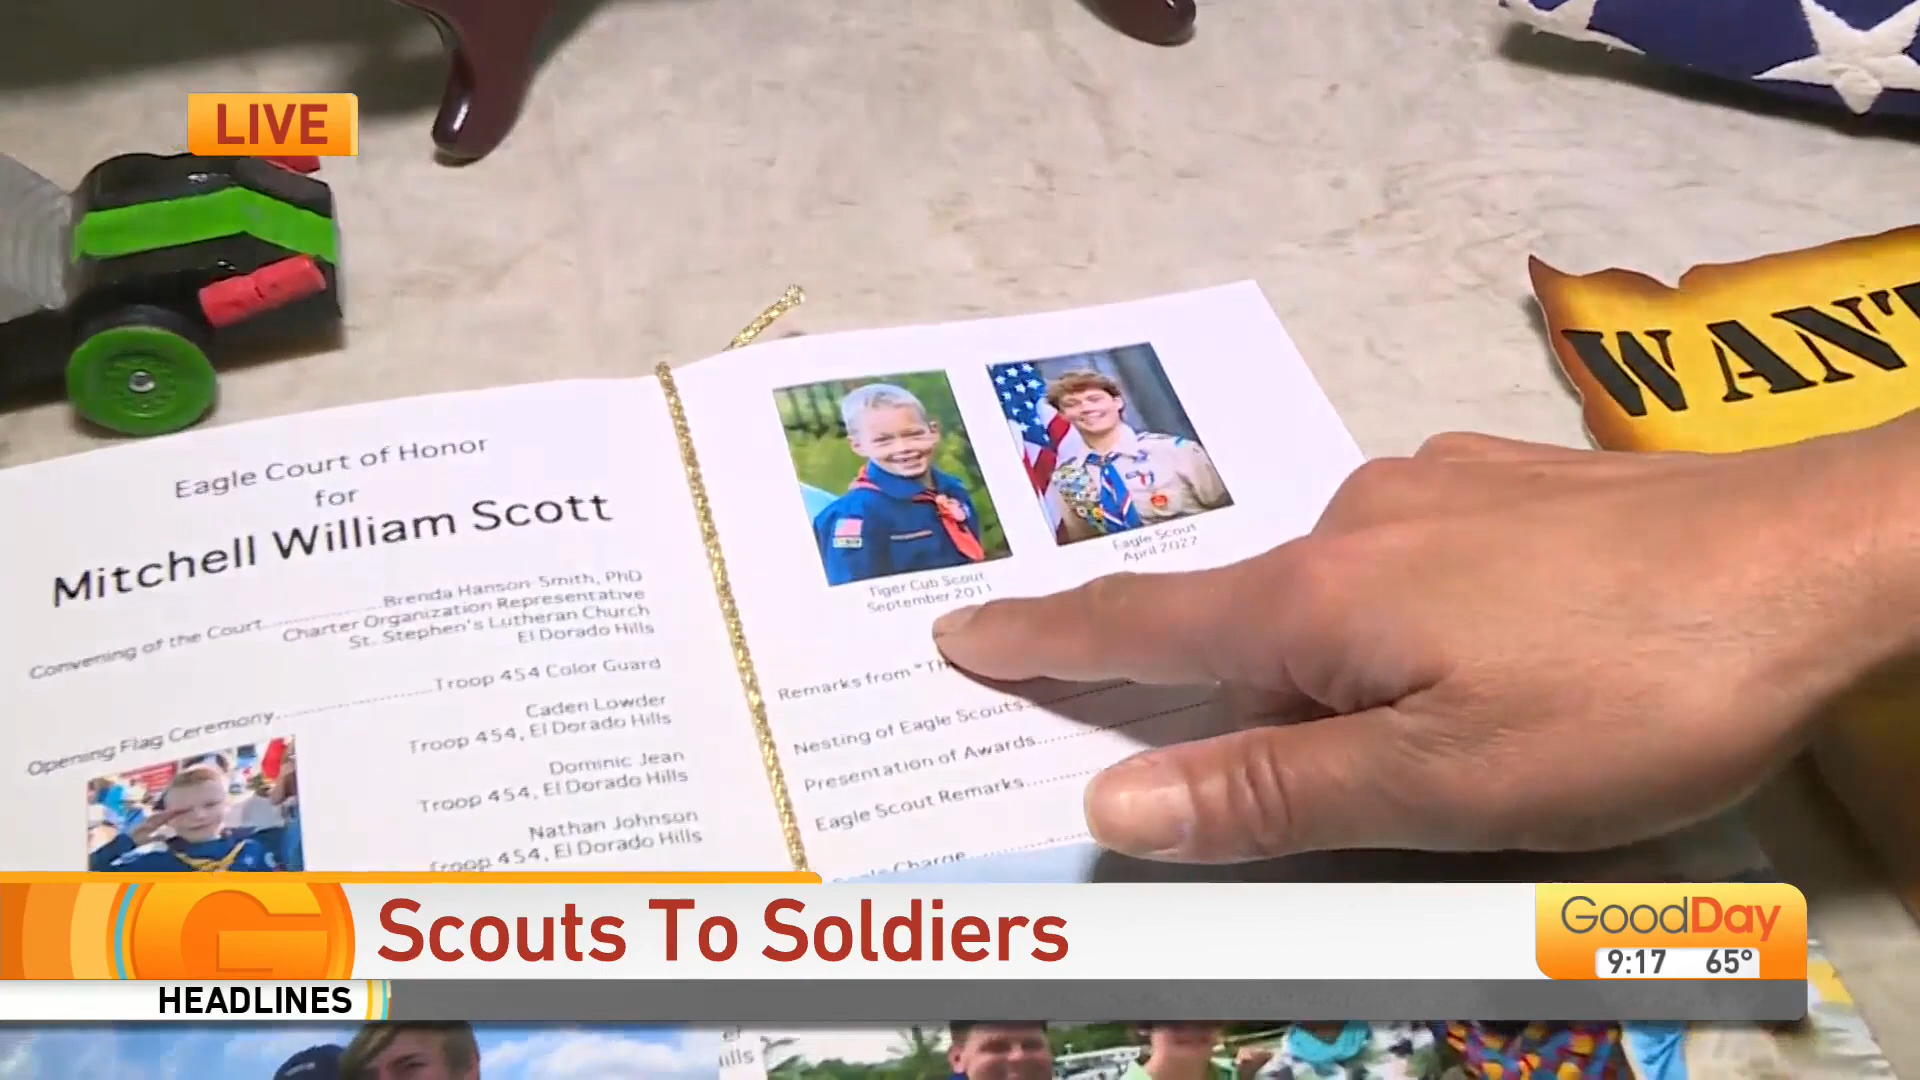 LIVE
WANT
Eagle Court of Honor
for
Mitchell William Scott
Convening of the Court
Brenda Hanson-Smith, PhD
Charter Organization Representative
St. Stephen's Lutheran Church
El Dorado Hills
Opening Flag Ceremony
Troop 454 Color Guard
Caden Lowder
Troop 454, El Dorado Hills
Dominic Jean
Troop 454, El Dorado Hills
Nathan Johnson
Troop 454, El Dorado Hills
Tiger Cub Scout
September 2011
Eagle Scout
April 2022
Remarks from "Th
Nesting of Eagle Scouts
Presentation of Awards
Eagle Scout Remarks
Charge
Scouts To Soldiers
GoodDay
9:17 65°
HEADLINES